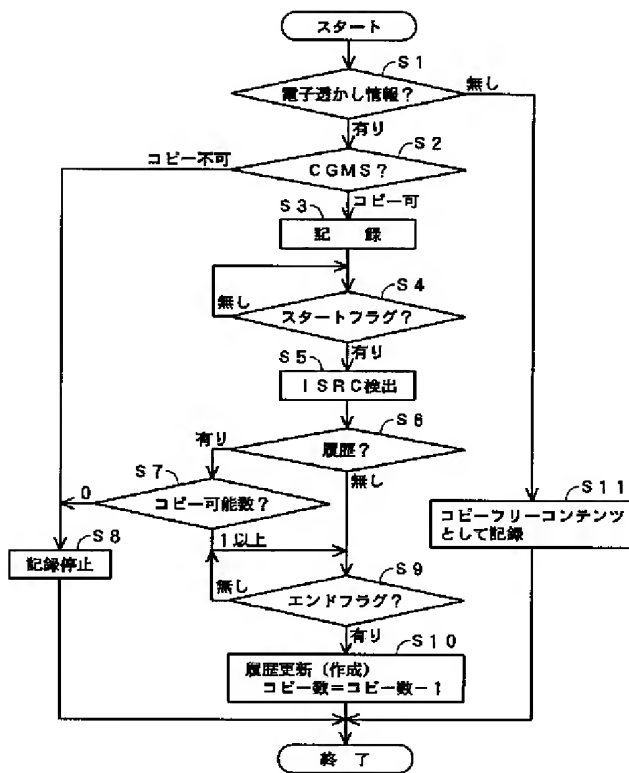 スタート
S1
電子透かし情報?
無し
有り
S2
コピー不可
CGMS?
コピー可
S3
記 録
S4
無し
スタートフラグ?
有り
S5
ISRC検出
S6
有り
履歴?
S7
無し
コピー可能数?
0
S11
コピーフリーコンテンツ
として記録
S8
記録停止
1以上
S9
無し
エンドフラグ?
有り
S10
履歴更新(作成)
コピー数=コピー数-1
終 了